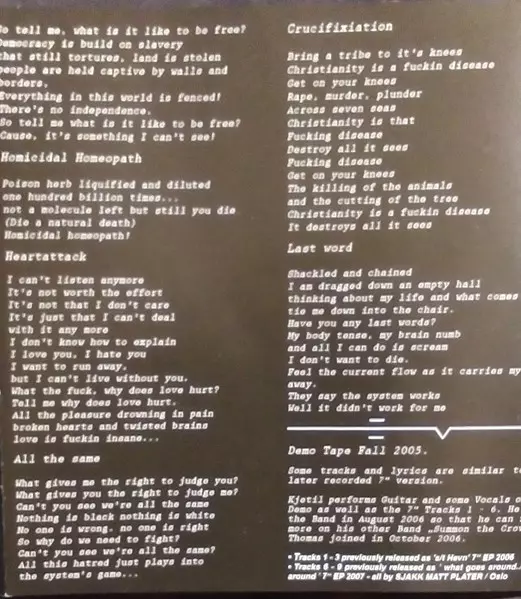 So tell me, what is it like to be free?
Democracy is build on slavery
that still tortures, land is stolen
people are held captive by walls and
borders.
Everything in this world is fenced!
There's no independence.
So tell me what is it like to be free?
Cause, it's something I can't see!
Homicidal Homeopath
Poison herb liquified and diluted
one hundred billion times...
not a molecule left but still you die
(Die a natural death)
Homicidal homeopath!
Heartattack
I can't listen anymore
It's not worth the effort
It's not that I don't care
It's just that I can't deal
with it any more
I don't know how to explain
I love you, I hate you
I want to run away,
but I can't live without you.
What the fuck, why does love hurt?
Tell me why does love hurt.
All the pleasure drowning in pain
broken hearts and twisted brains
love is fuckin insane...
All the same
What gives me the right to judge you?
What gives you the right to judge me?
Can't you see we're all the same
Nothing is black nothing is white
No one is wrong, no one is right
So why do we need to fight?
Can't you see we're all the same?
All this hatred just plays into
the system's game...
Crucifixiation
Bring a tribe to it's knees
Christianity is a fuckin disease
Get on your knees
Rape, murder, plunder
Across seven seas
Christianity is that
Fucking disease
Destroy all it sees
Fucking disease
Get on your knees
The killing of the animals
and the cutting of the tree
Christianity is a fuckin disease
It destroys all it sees
Last word
Shackled and chained
I am dragged down an empty hall
thinking about my life and what comes
tie me down into the chair.
Have you any last words?
My body tense, my brain numb
and all I can do is scream
I don't want to die.
Feel the current flow as it carries my
away.
They say the system works
Well it didn't work for me
Demo Tape Fall 2005.
Some tracks and lyrics are similar to
later recorded 7" version.
Kjetil performs Guitar and some Vocals o
Demo as well as the 7" Tracks 1 - 6. He
the Band in August 2006 so that he can
more on his other Band „Summon the Crow
Thomas joined in October 2006.
• Tracks 1 - 3 previously released as 's/t Hevn' 7" EP 2006
• Tracks 6 - 9 previously released as ' what goes around..
around ' 7" EP 2007 - all by SJAKK MATT PLATER / Oslo